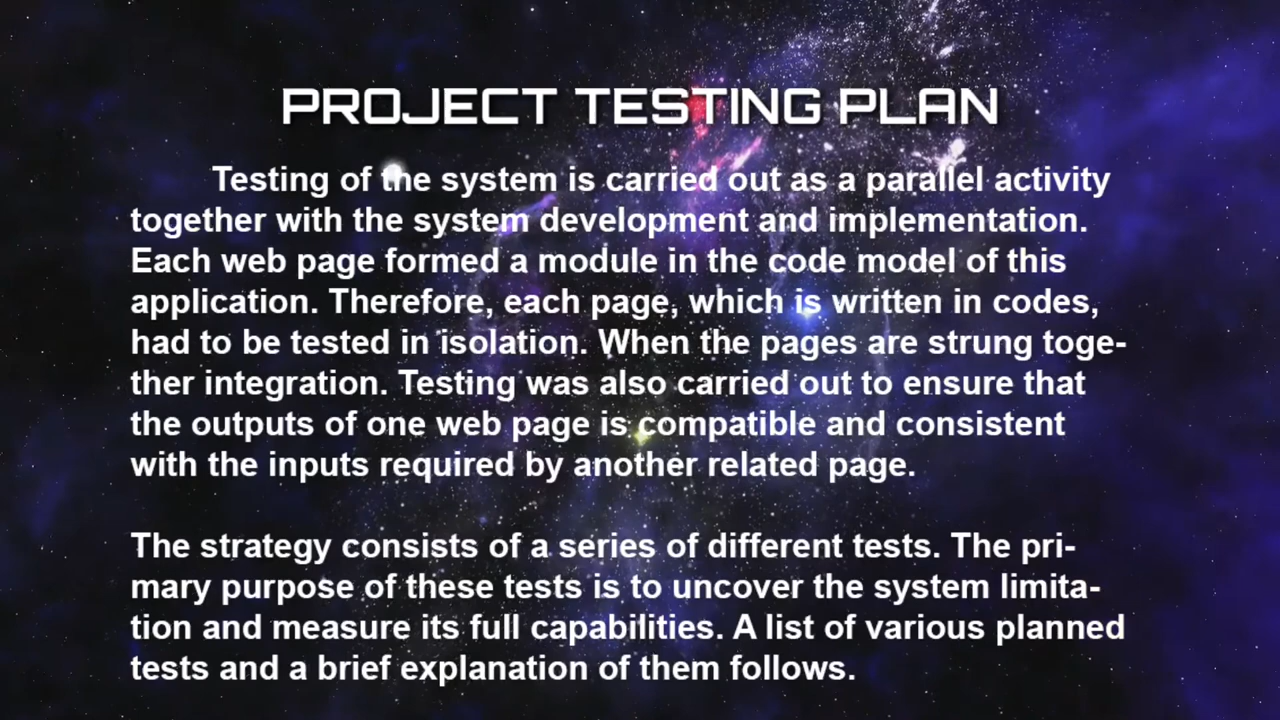 PROJECT TESTING PLAN
Testing of the system is carried out as a parallel activity
together with the system development and implementation.
Each web page formed a module in the code model of this
application. Therefore, each page, which is written in codes,
had to be tested in isolation. When the pages are strung toge-
ther integration. Testing was also carried out to ensure that
the outputs of one web page is compatible and consistent
with the inputs required by another related page.
The strategy consists of a series of different tests. The pri-
mary purpose of these tests is to uncover the system limita-
tion and measure its full capabilities. A list of various planned
tests and a brief explanation of them follows.